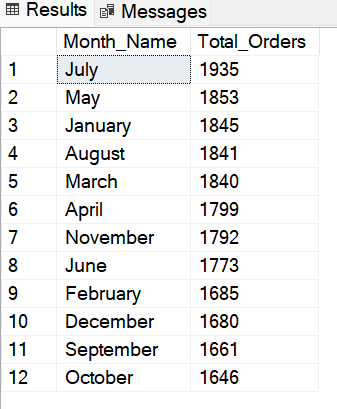 Results Messages
Month_Name Total_Orders
1 July 1935
2 May 1853
3 January 1845
4 August 1841
5 March 1840
6 April 1799
7 November 1792
8 June 1773
9 February 1685
10 December 1680
11 September 1661
12 October 1646